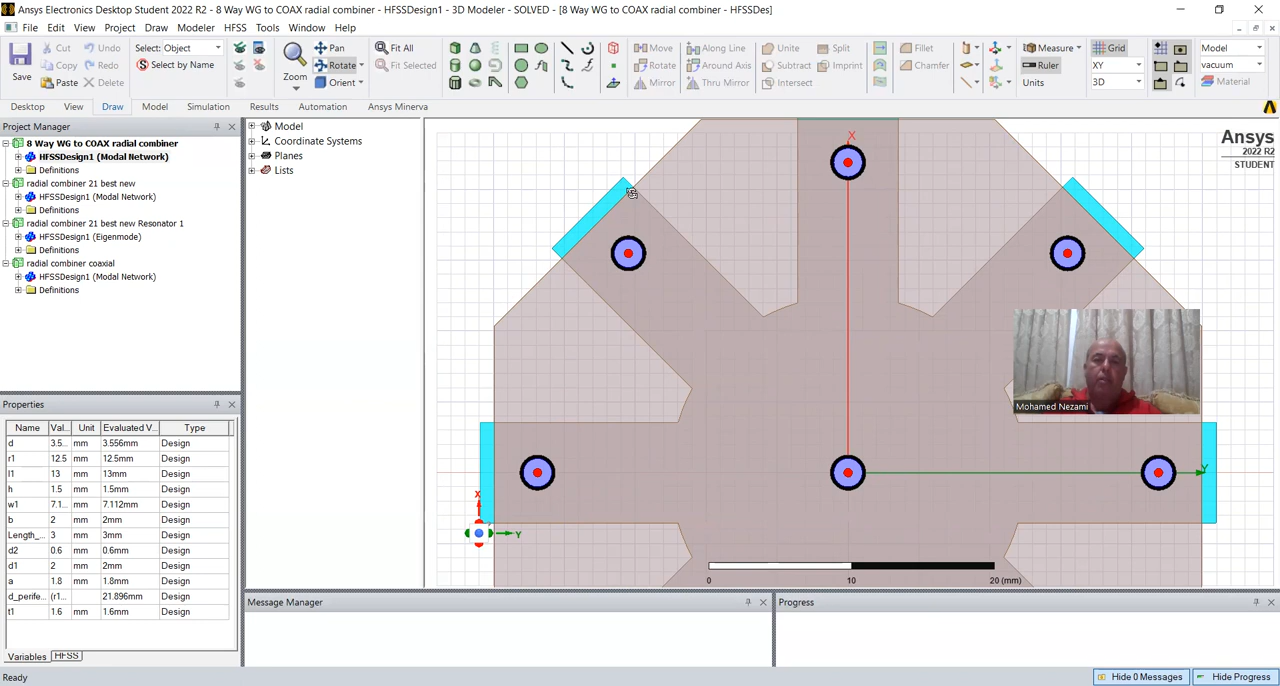 Ansys Electronics Desktop Student 2022 R2 - 8 Way WG to COAX radial combiner - HFSSDesign1 - 3D Modeler - SOLVED - [8 Way WG to COAX radial combiner - HFSSDesign1 - Modeler]
File Edit View Project Draw Modeler HFSS Tools Window Help
Save
Cut Undo
Copy Redo
Paste Delete
Select: Object
Select by Name
Zoom
Pan
Rotate
Orient
Fit All
Fit Selected
Move Along Line
Rotate Around Axis
Mirror Thru Mirror
Unite Split
Subtract Imprint
Intersect
Fillet
Chamfer
Measure Grid
Ruler XY
Units 3D
Model
vacuum
Material
Desktop View Draw Model Simulation Results Automation Ansys Minerva
Project Manager
8 Way WG to COAX radial combiner
HFSSDesign1 (Modal Network)
Definitions
radial combiner 21 best new
HFSSDesign1 (Modal Network)
Definitions
radial combiner 21 best new Resonator 1
HFSSDesign1 (Eigenmode)
Definitions
radial combiner coaxial
HFSSDesign1 (Modal Network)
Definitions
Model
Coordinate Systems
Planes
Lists
Ansys
2022 R2
STUDENT
X
Y
X
Y
Mohamed Nezami
0 10 20 (mm)
Properties
Name Val... Unit Evaluated V... Type
d 3.5... mm 3.556mm Design
r1 12.5 mm 12.5mm Design
l1 13 mm 13mm Design
h 1.5 mm 1.5mm Design
w1 7.1... mm 7.112mm Design
b 2 mm 2mm Design
Length_... 3 mm 3mm Design
d2 0.6 mm 0.6mm Design
d1 2 mm 2mm Design
a 1.8 mm 1.8mm Design
d_perife... (r1... 21.896mm Design
t1 1.6 mm 1.6mm Design
Variables HFSS
Message Manager
Progress
Ready
Hide 0 Messages
Hide Progress